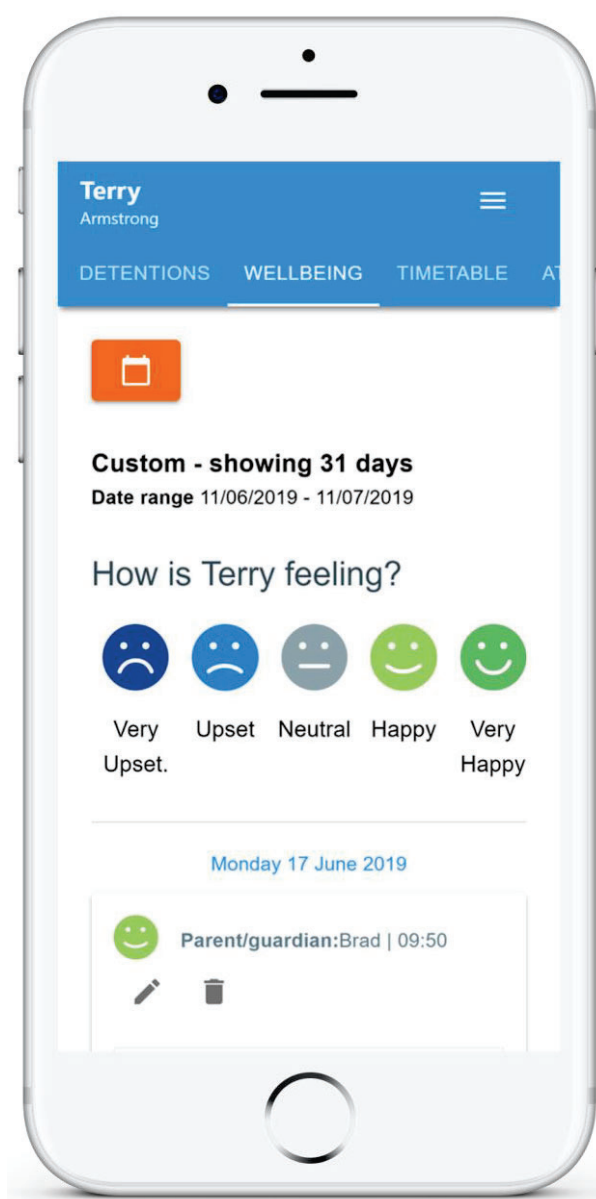 Terry
Armstrong
DETENTIONS WELLBEING TIMETABLE AT
Custom - showing 31 days
Date range 11/06/2019 - 11/07/2019
How is Terry feeling?
Very Upset. Upset Neutral Happy Very Happy
Monday 17 June 2019
Parent/guardian:Brad | 09:50